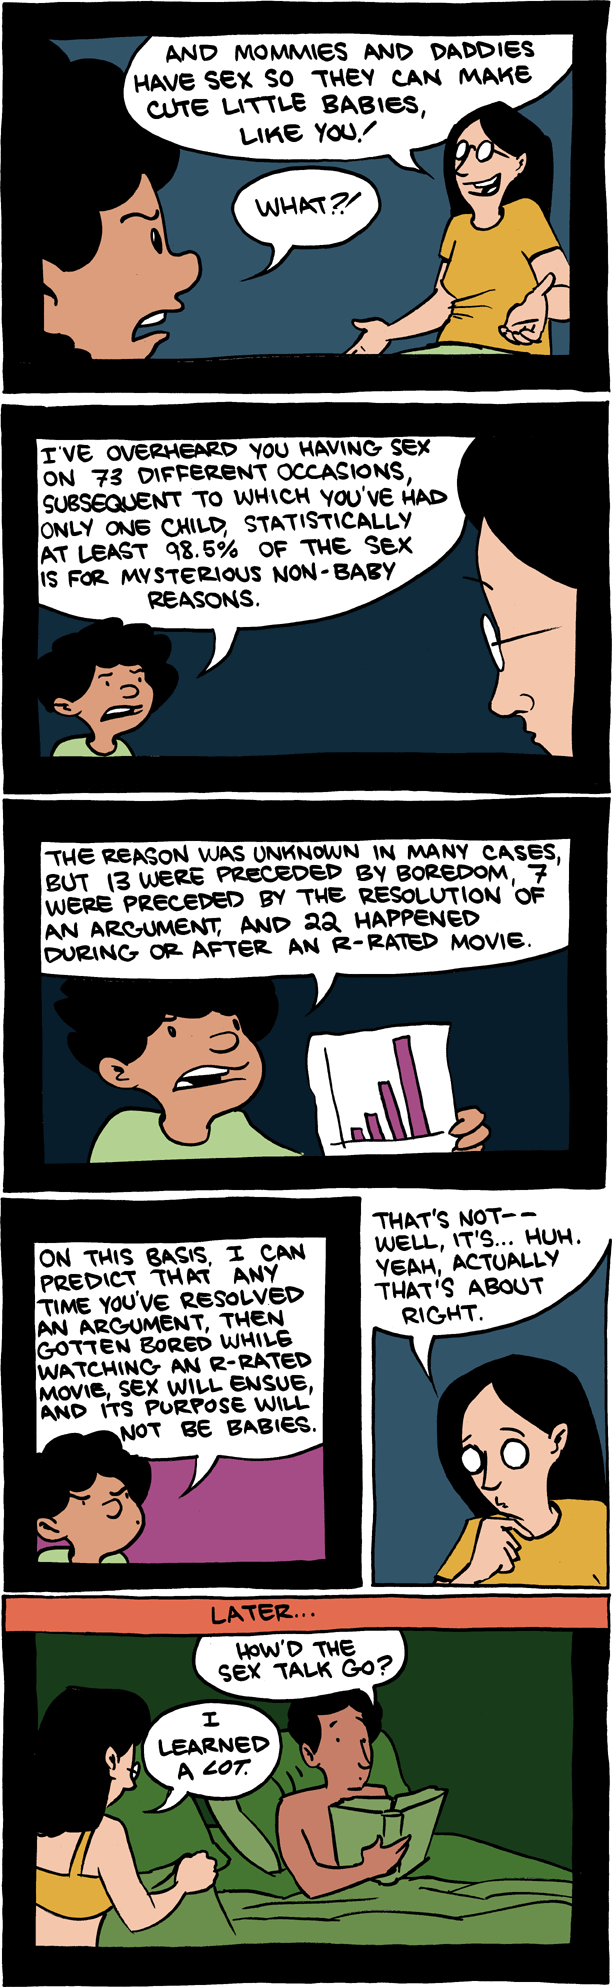 AND MOMMIES AND DADDIES
HAVE SEX SO THEY CAN MAKE
CUTE LITTLE BABIES,
LIKE YOU!
WHAT?!
I'VE OVERHEARD YOU HAVING SEX
ON 73 DIFFERENT OCCASIONS,
SUBSEQUENT TO WHICH YOU'VE HAD
ONLY ONE CHILD, STATISTICALLY
AT LEAST 98.5% OF THE SEX
IS FOR MYSTERIOUS NON-BABY
REASONS.
THE REASON WAS UNKNOWN IN MANY CASES,
BUT 13 WERE PRECEDED BY BOREDOM, 7
WERE PRECEDED BY THE RESOLUTION OF
AN ARGUMENT, AND 22 HAPPENED
DURING OR AFTER AN R-RATED MOVIE.
ON THIS BASIS, I CAN
PREDICT THAT ANY
TIME YOU'VE RESOLVED
AN ARGUMENT, THEN
GOTTEN BORED WHILE
WATCHING AN R-RATED
MOVIE, SEX WILL ENSUE,
AND ITS PURPOSE WILL
NOT BE BABIES.
THAT'S NOT--
WELL, IT'S... HUH.
YEAH, ACTUALLY
THAT'S ABOUT
RIGHT.
LATER...
HOW'D THE
SEX TALK GO?
I
LEARNED
A LOT.